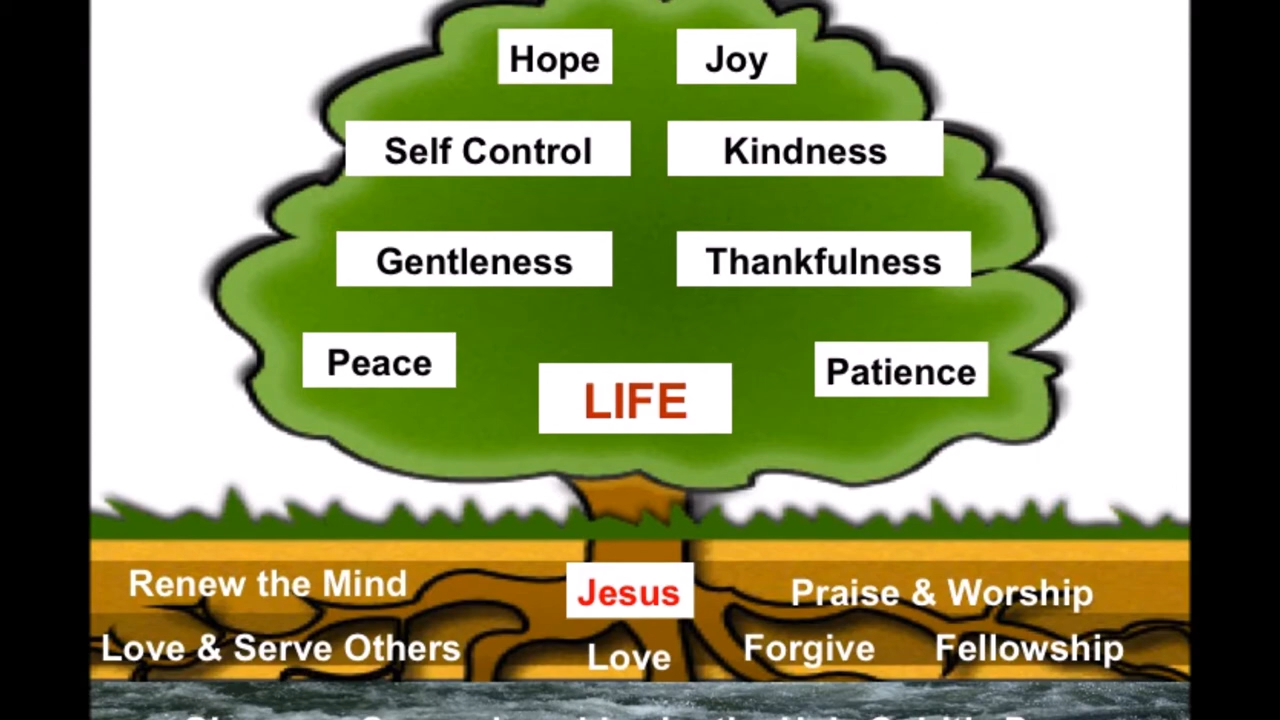 Hope Joy
Self Control Kindness
Gentleness Thankfulness
Peace Patience
LIFE
Renew the Mind Jesus Praise & Worship
Love & Serve Others Love Forgive Fellowship